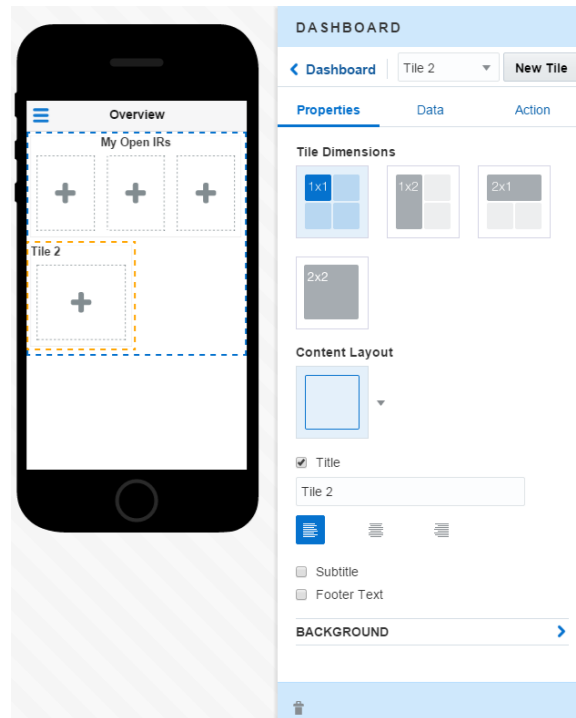 DASHBOARD
Dashboard
Tile 2
New Tile
Properties
Data
Action
Overview
My Open IRs
Tile 2
Tile Dimensions
1x1
1x2
2x1
2x2
Content Layout
Title
Tile 2
Subtitle
Footer Text
BACKGROUND